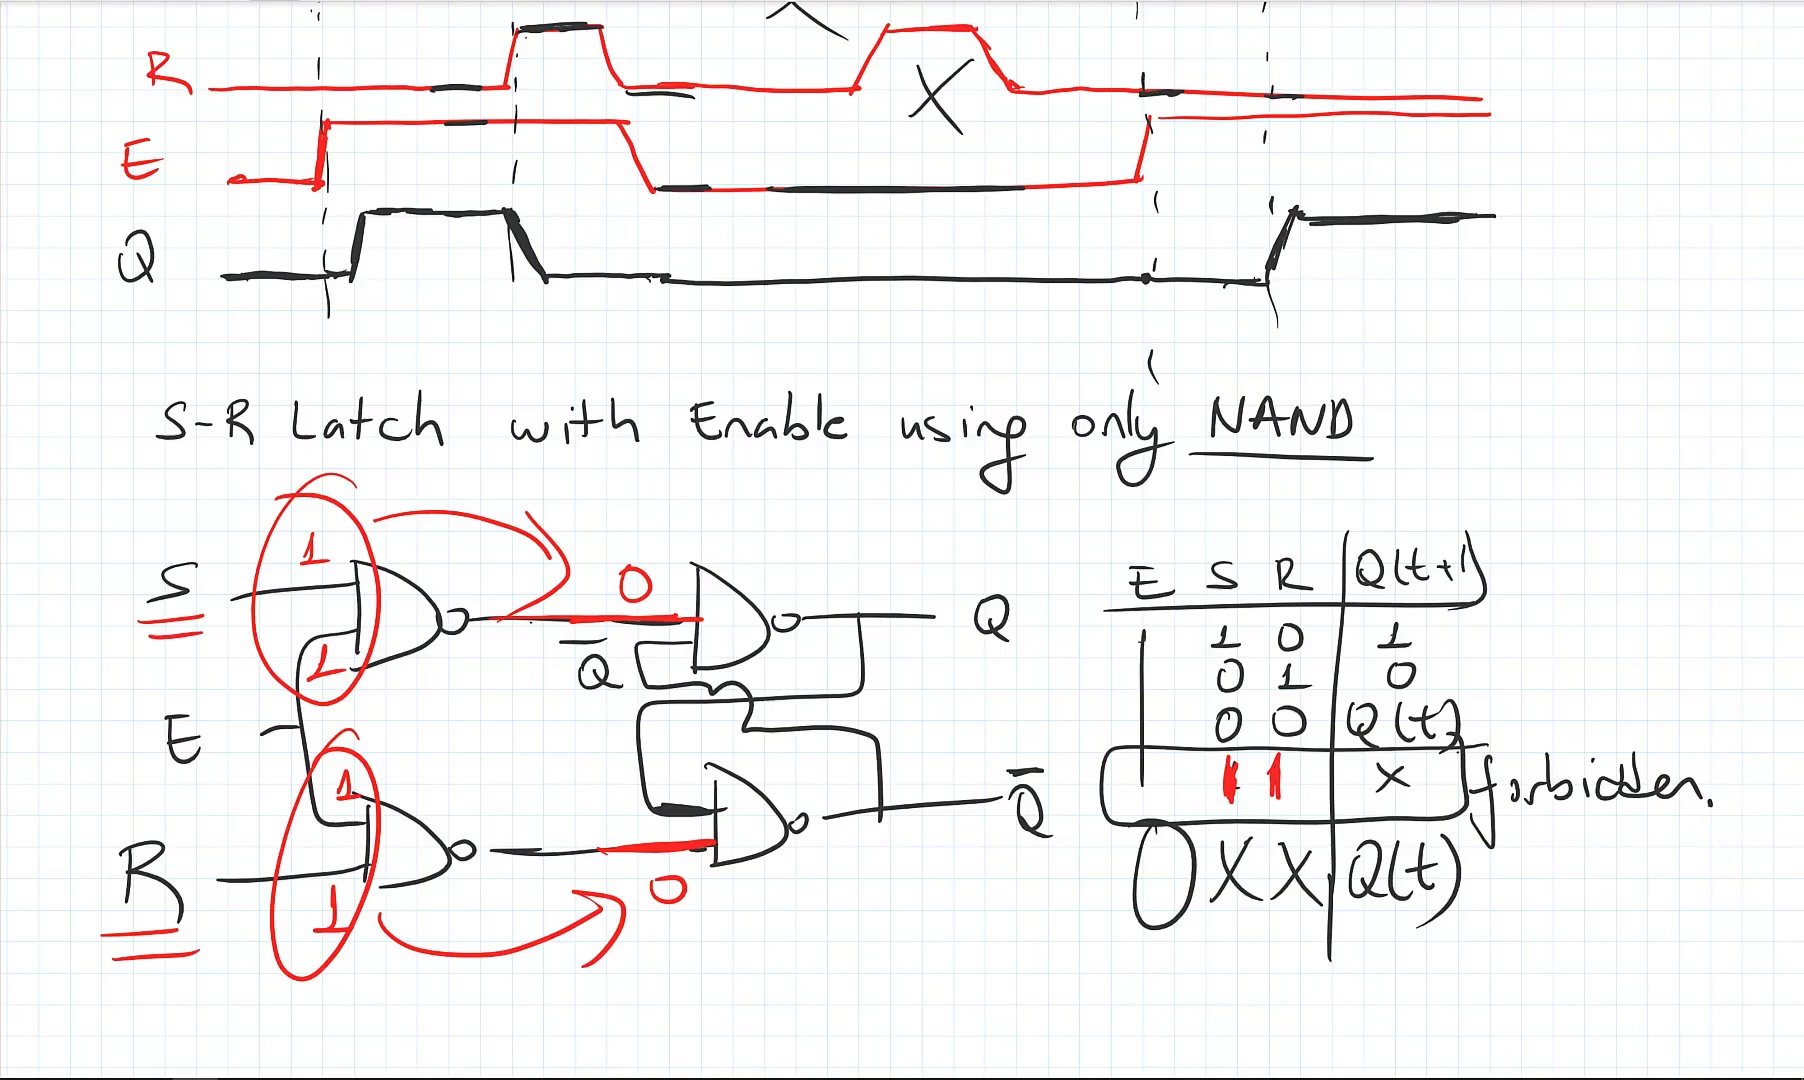 R
X
E
Q
S-R Latch with Enable using only NAND
1
S
0
Q
Q̅
1
E
1
R
1
0
Q̅
E S R Q(t+1)
1 0 1
0 1 0
0 0 Q(t)
1 1 1 x forbidden.
0 X X Q(t)